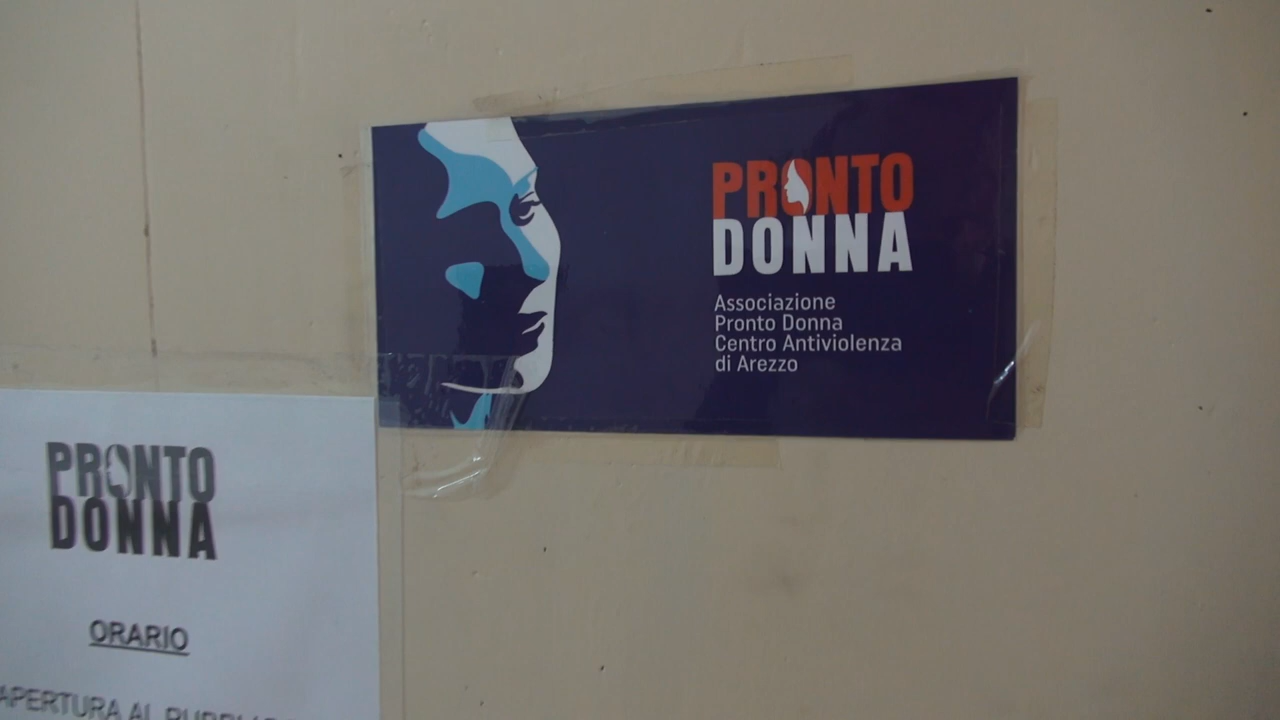 PRONTO
DONNA
Associazione
Pronto Donna
Centro Antiviolenza
di Arezzo
PRONTO
DONNA
ORARIO
APERTURA AL